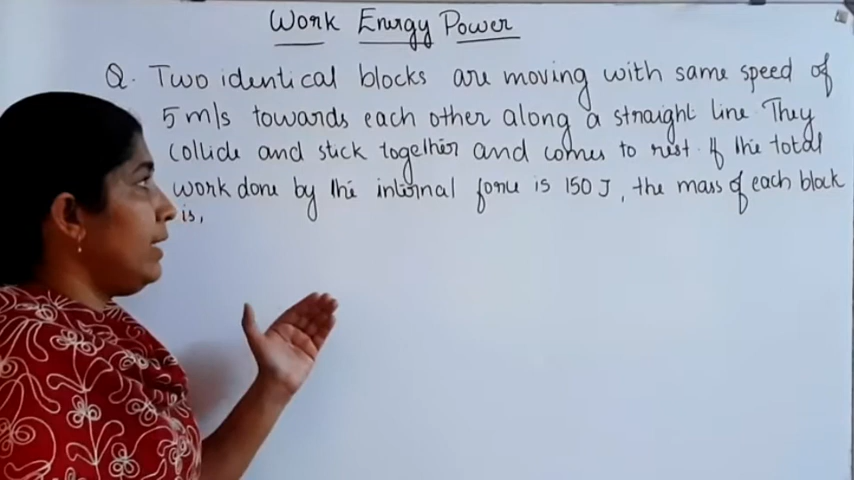 Work Energy Power
Q. Two identical blocks are moving with same speed of
5 m/s towards each other along a straight line They
collide and stick together and comes to rest. If the total
work done by the internal force is 150 J, the mass of each block
is,